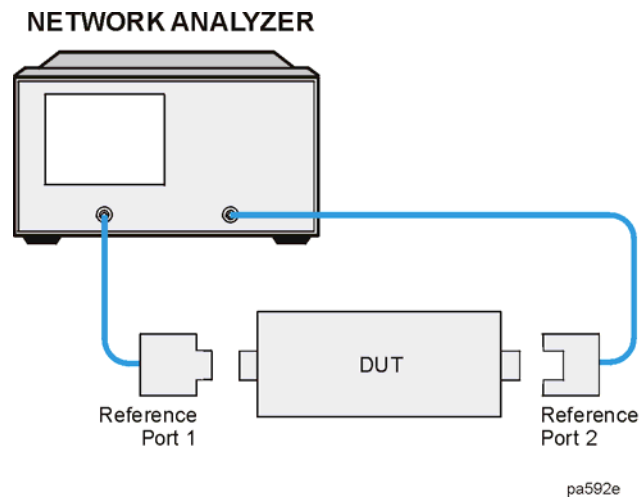 NETWORK ANALYZER
DUT
Reference
Port 1
Reference
Port 2
pa592e